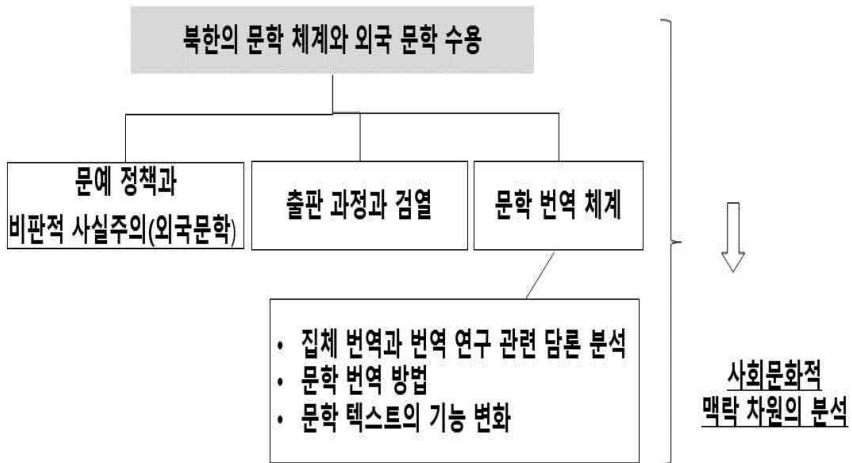 북한의 문학 체계와 외국 문학 수용
문예 정책과
비판적 사실주의(외국문학)
출판 과정과 검열
문학 번역 체계
• 집체 번역과 번역 연구 관련 담론 분석
• 문학 번역 방법
• 문학 텍스트의 기능 변화
사회문화적
맥락 차원의 분석